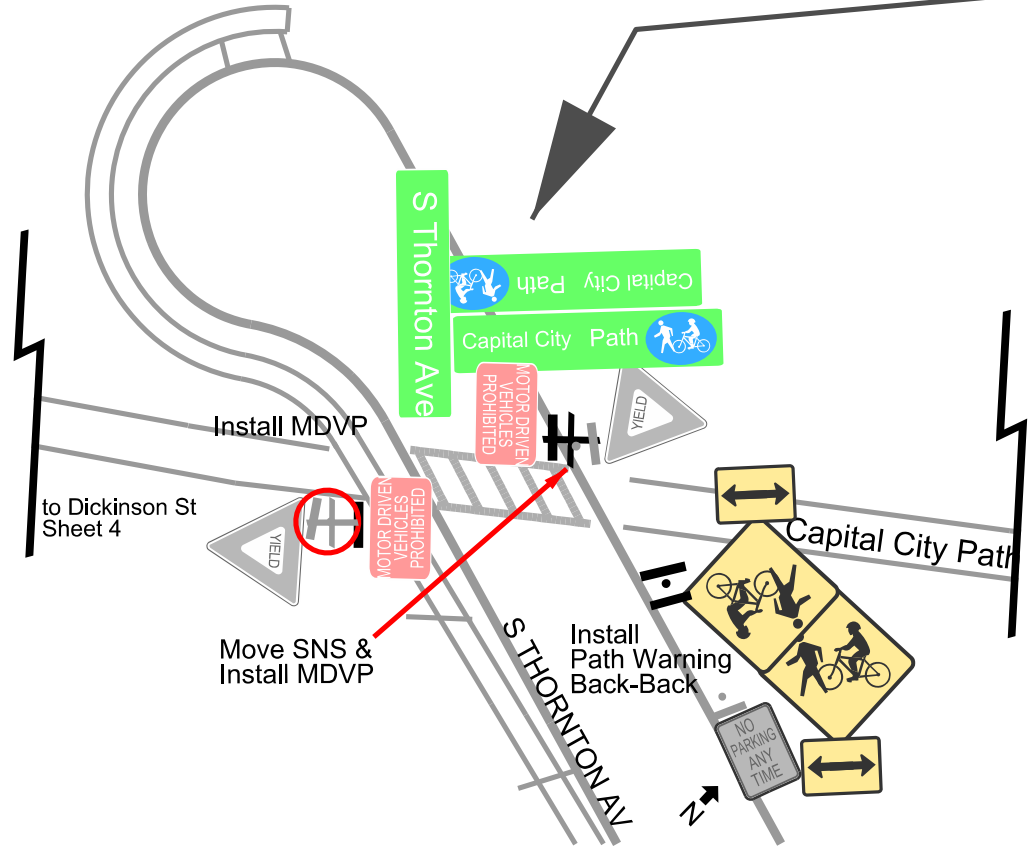 S Thornton Ave
Capital City Path
Capital City Path
MOTOR DRIVEN
VEHICLES
PROHIBITED
YIELD
Install MDVP
to Dickinson St
Sheet 4
YIELD
MOTOR DRIVEN
VEHICLES
PROHIBITED
Capital City Path
Move SNS &
Install MDVP
S THORNTON AV
Install
Path Warning
Back-Back
NO
PARKING
ANY
TIME
N